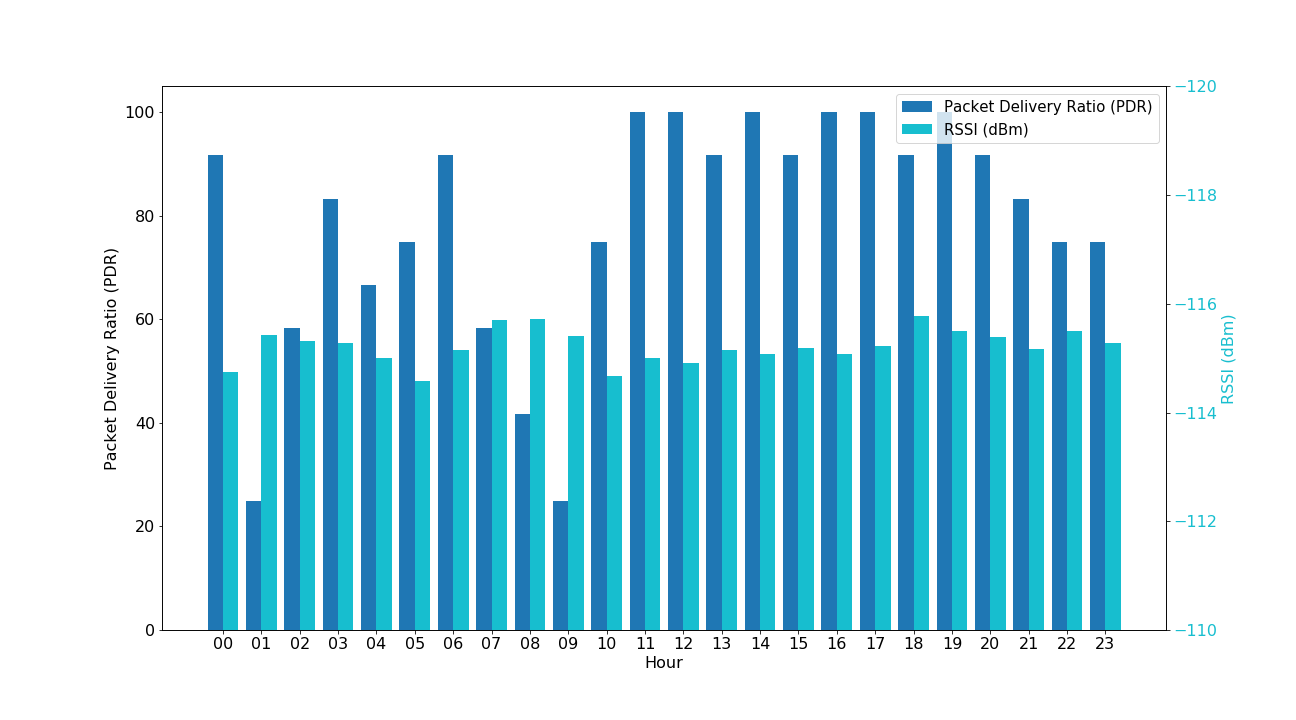 Packet Delivery Ratio (PDR)
RSSI (dBm)
Packet Delivery Ratio (PDR)
100
80
60
40
20
0
−120
−118
−116
−114
−112
−110
RSSI (dBm)
00 01 02 03 04 05 06 07 08 09 10 11 12 13 14 15 16 17 18 19 20 21 22 23
Hour